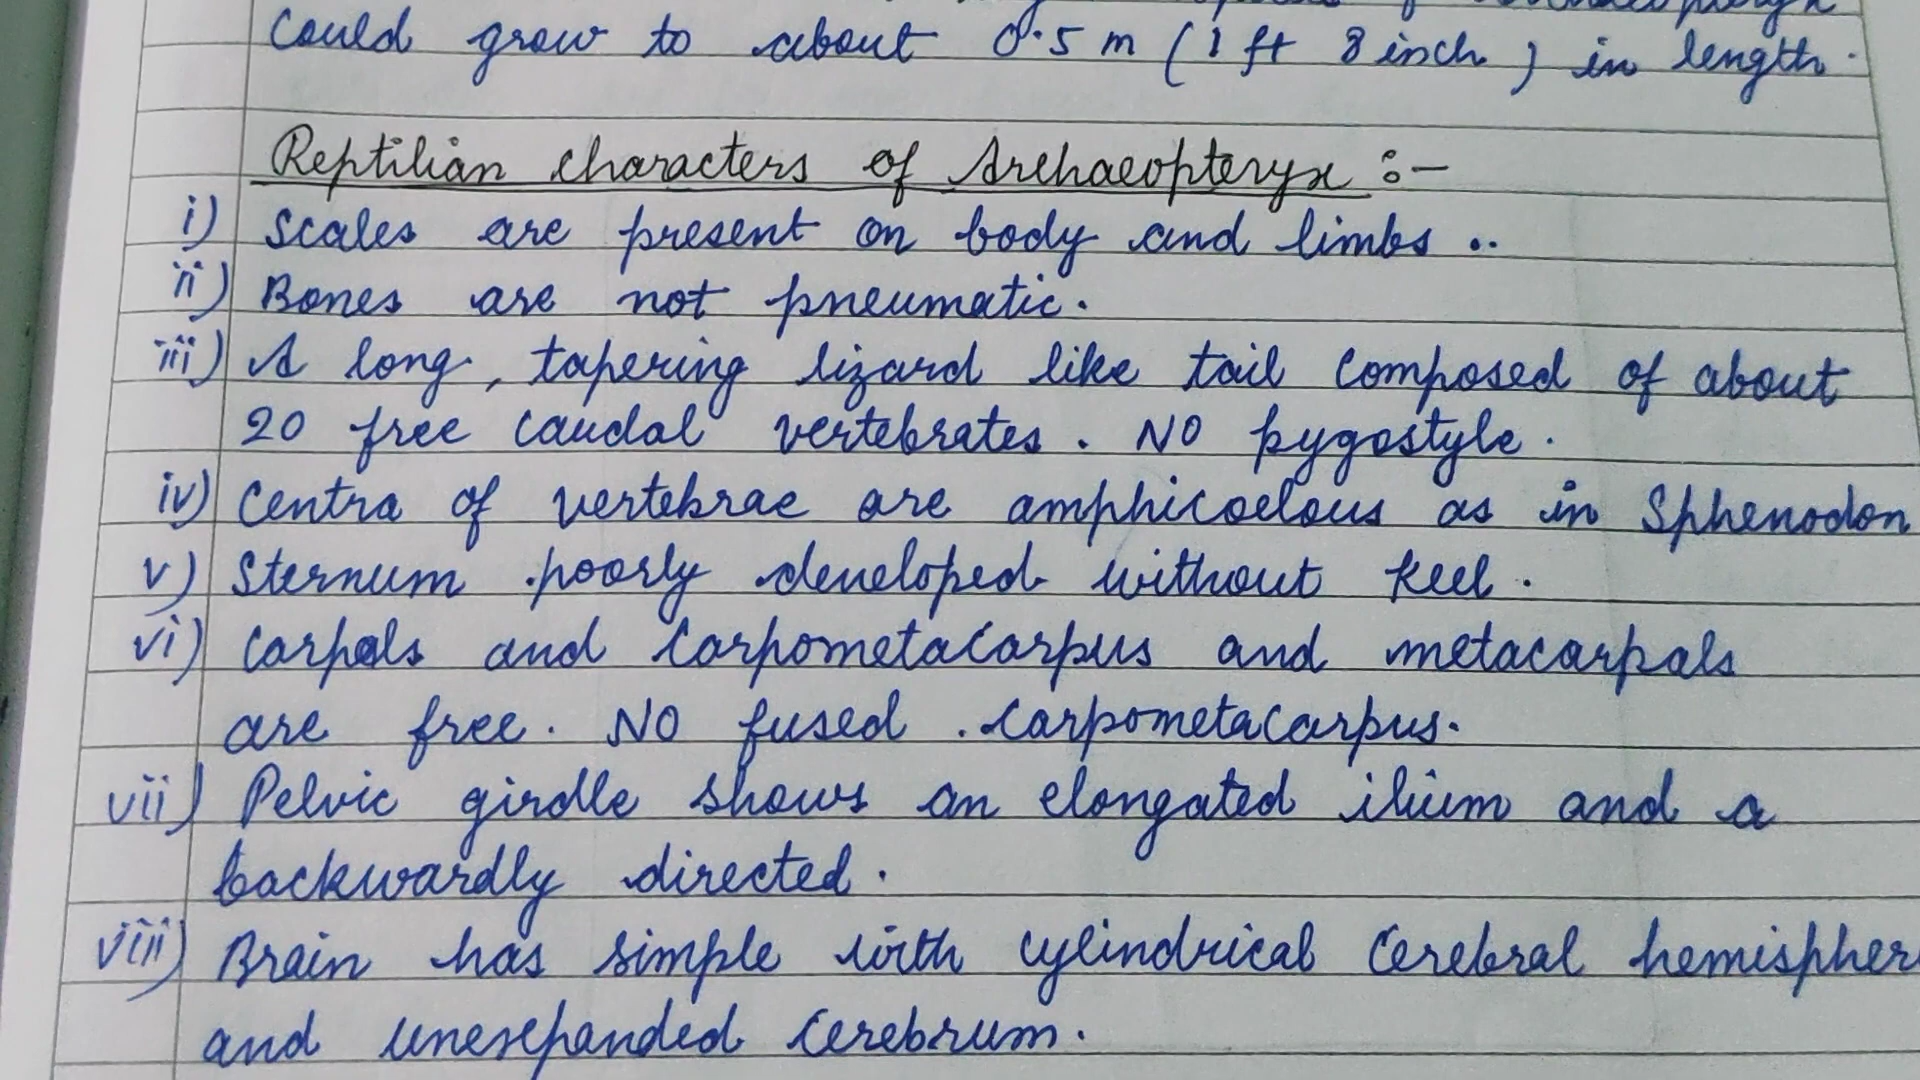 could grow to about 0.5 m (1 ft 8 inch) in length.
Reptilian characters of Archaeopteryx :-
i) Scales are present on body and limbs ..
ii) Bones are not pneumatic.
iii) A long, tapering lizard like tail composed of about
20 free caudal vertebrates. NO pygostyle.
iv) Centra of vertebrae are amphicoelous as in Sphenodon
v) Sternum poorly developed without keel.
vi) Carpals and Carpometacarpus and metacarpals
are free. NO fused . carpometacarpus.
vii) Pelvic girdle shows an elongated ilium and a
backwardly directed.
viii) Brain has simple with cylindrical cerebral hemispher
and unexpanded cerebrum.